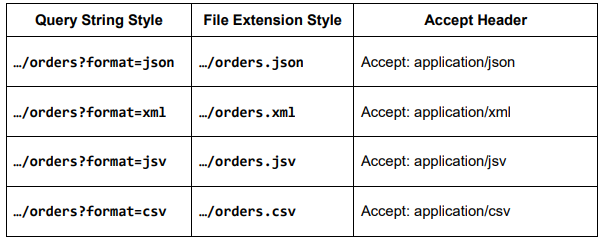 Query String Style File Extension Style Accept Header
…/orders?format=json …/orders.json Accept: application/json
…/orders?format=xml …/orders.xml Accept: application/xml
…/orders?format=jsv …/orders.jsv Accept: application/jsv
…/orders?format=csv …/orders.csv Accept: application/csv